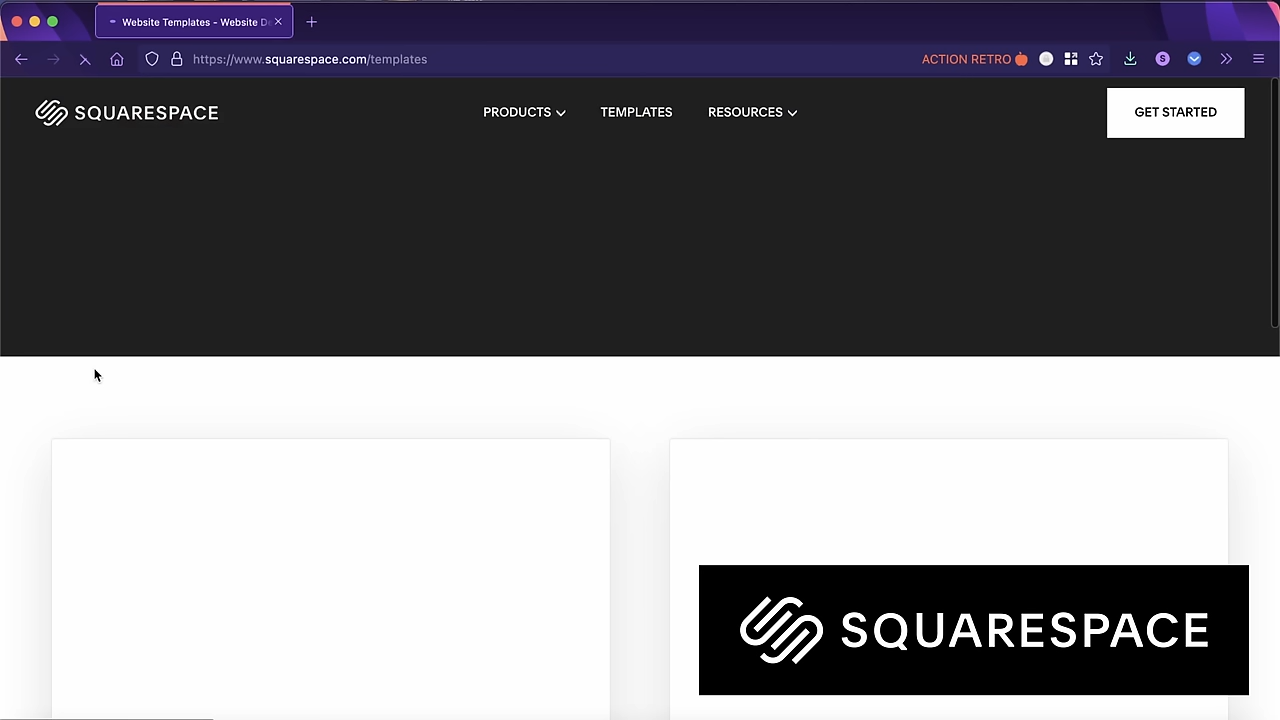 Website Templates - Website D
https://www.squarespace.com/templates
ACTION RETRO
S
SQUARESPACE
PRODUCTS
TEMPLATES
RESOURCES
GET STARTED
SQUARESPACE